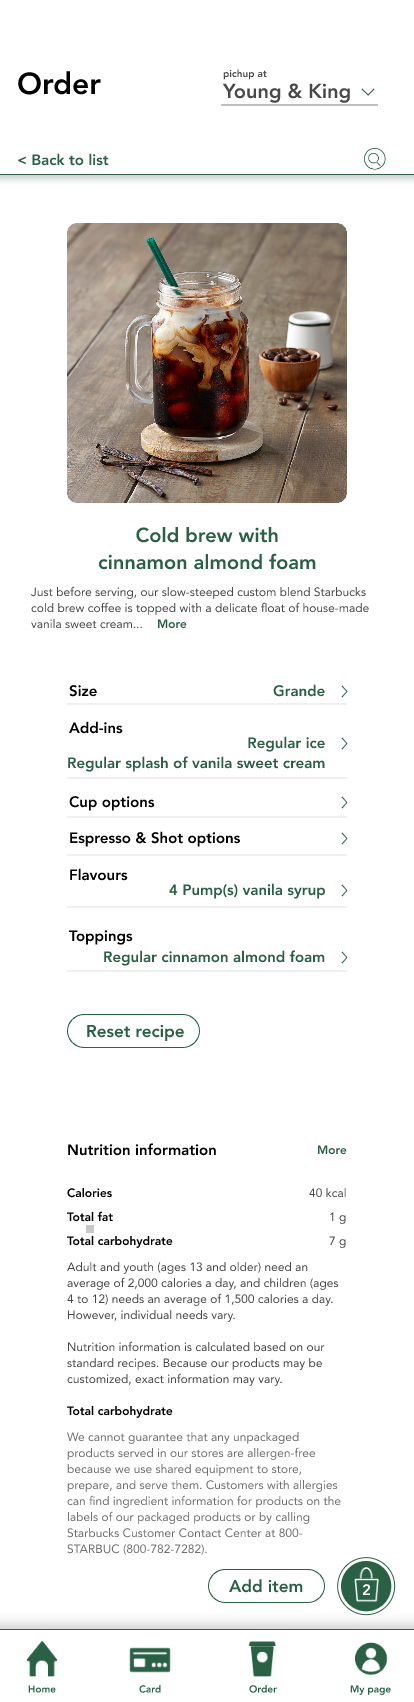 Order
pickup at
Young & King
< Back to list
Cold brew with
cinnamon almond foam
Just before serving, our slow-steeped custom blend Starbucks
cold brew coffee is topped with a delicate float of house-made
vanila sweet cream... More
Size Grande
Add-ins
Regular ice
Regular splash of vanila sweet cream
Cup options
Espresso & Shot options
Flavours
4 Pump(s) vanila syrup
Toppings
Regular cinnamon almond foam
Reset recipe
Nutrition information More
Calories 40 kcal
Total fat 1 g
Total carbohydrate 7 g
Adult and youth (ages 13 and older) need an
average of 2,000 calories a day, and children (ages
4 to 12) needs an average of 1,500 calories a day.
However, individual needs vary.
Nutrition information is calculated based on our
standard recipes. Because our products may be
customized, exact information may vary.
Total carbohydrate
We cannot guarantee that any unpackaged
products served in our stores are allergen-free
because we use shared equipment to store,
prepare, and serve them. Customers with allergies
can find ingredient information for products on the
labels of our packaged products or by calling
Starbucks Customer Contact Center at 800-
STARBUC (800-782-7282).
Add item
2
Home Card Order My page